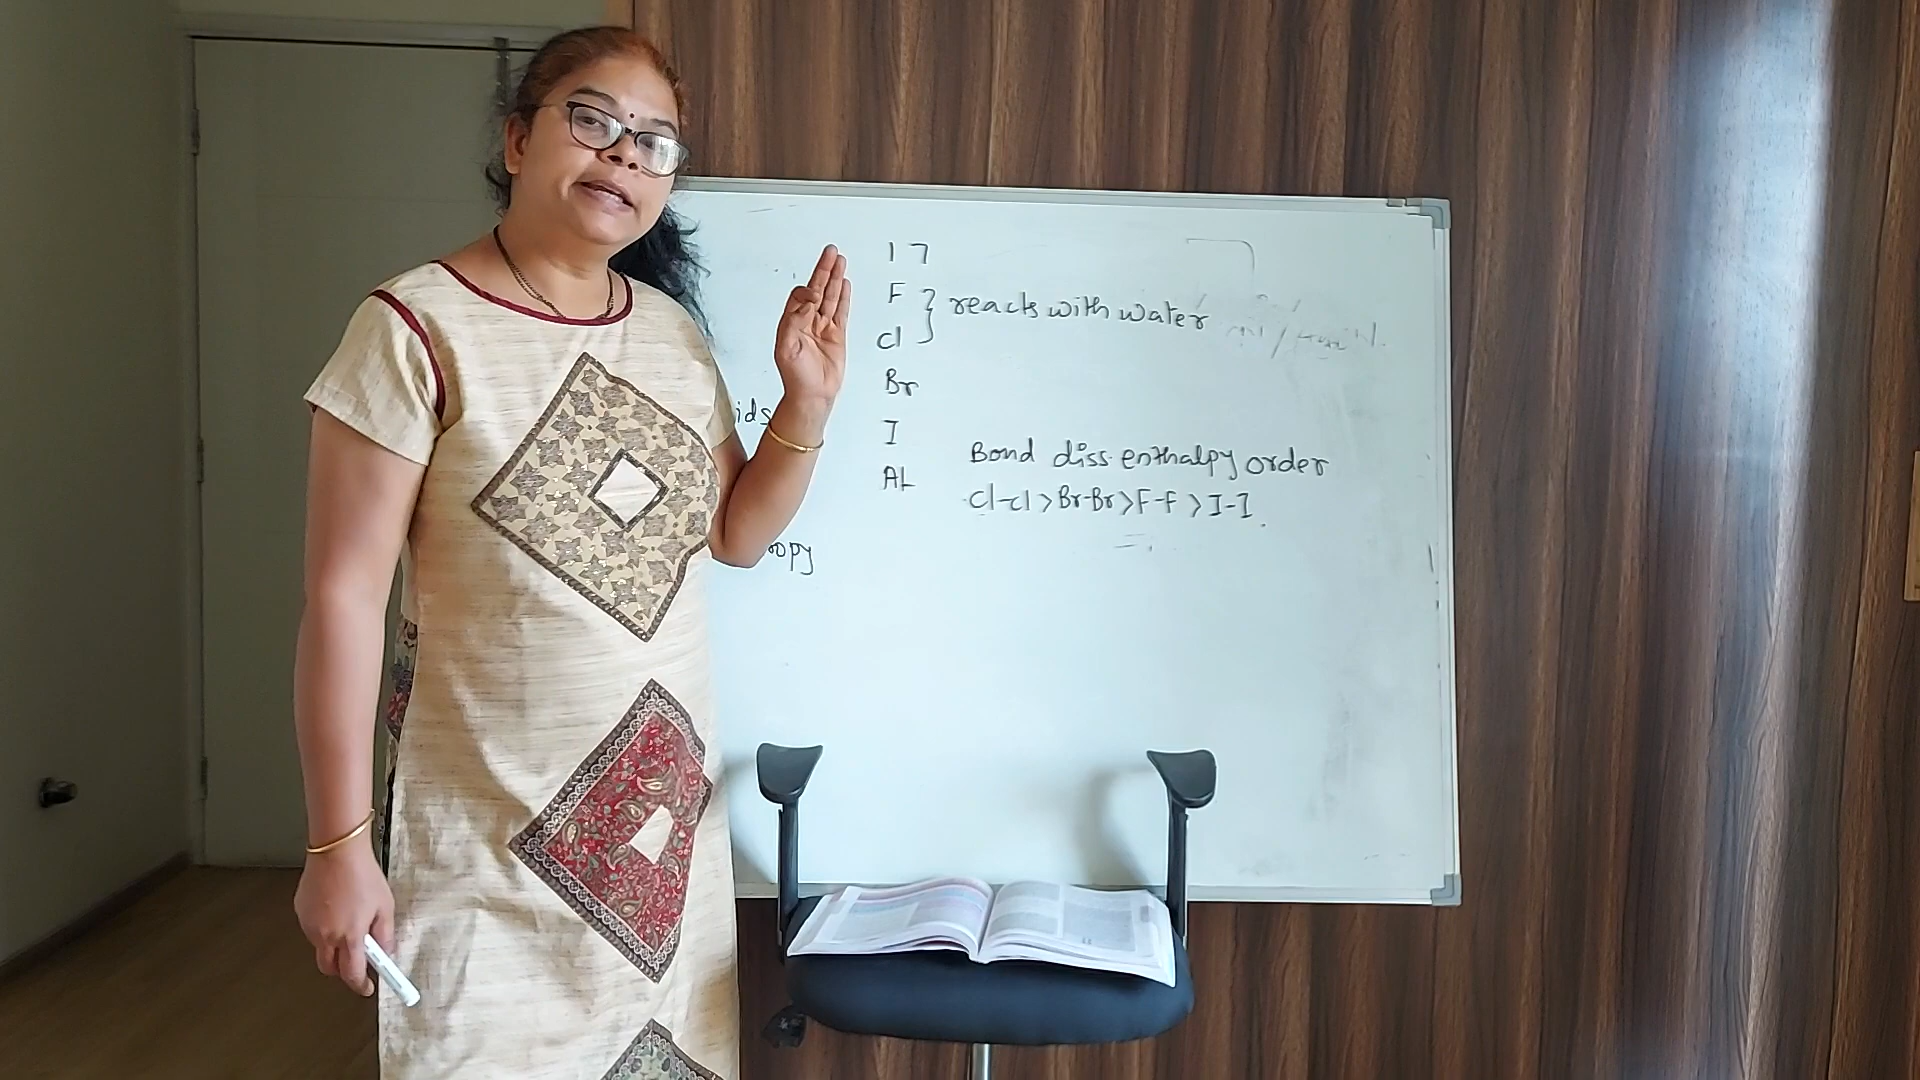 17
F
Cl } reacts with water
Br
ids
I
At
Bond diss. enthalpy order
Cl-Cl > Br-Br > F-F > I-I.
opy